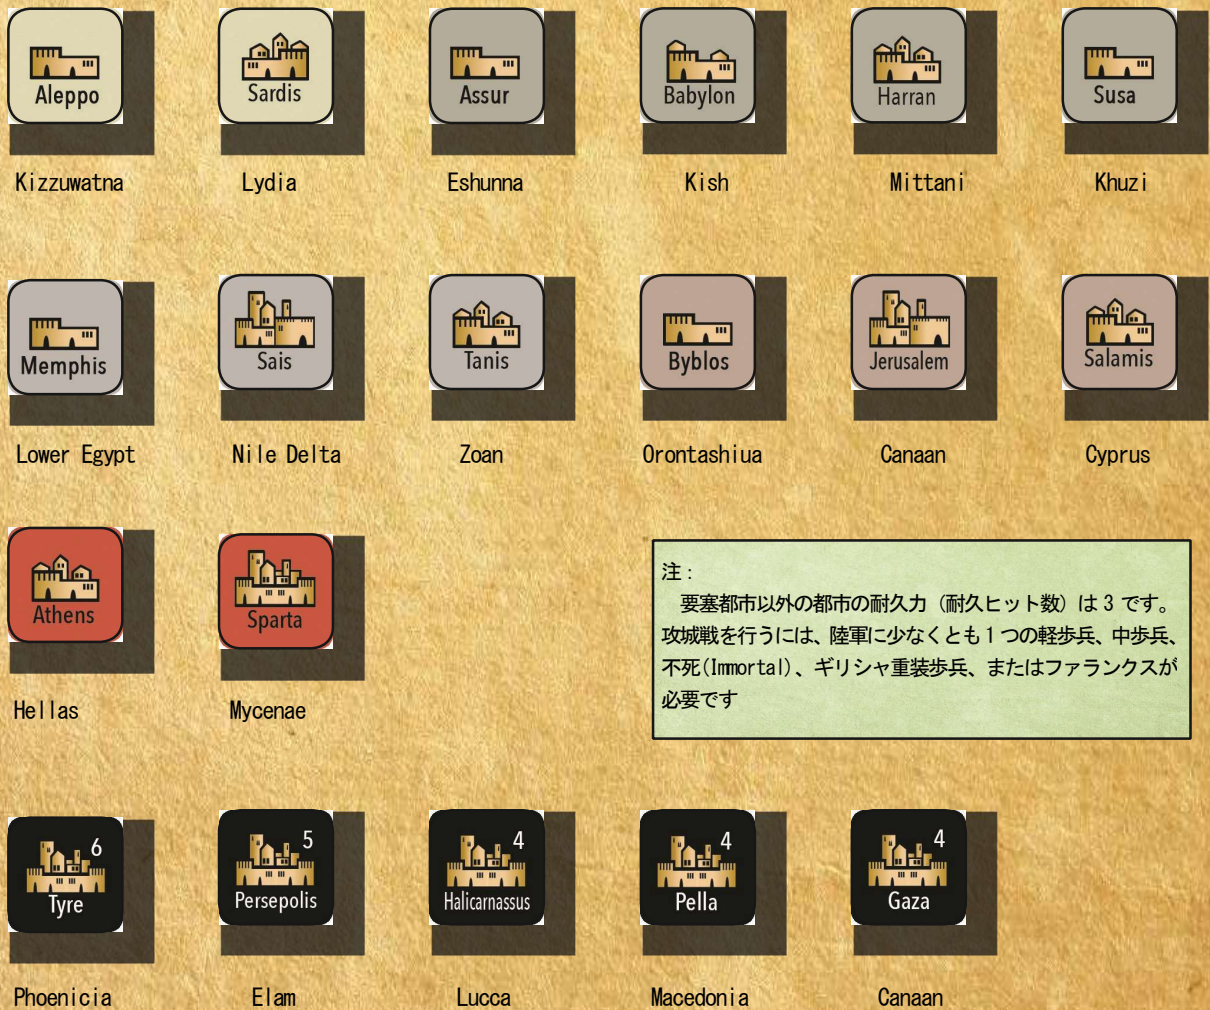 Aleppo Sardis Assur Babylon Harran Susa
Kizzuwatna Lydia Eshunna Kish Mittani Khuzi
Memphis Sais Tanis Byblos Jerusalem Salamis
Lower Egypt Nile Delta Zoan Orontashiua Canaan Cyprus
Athens Sparta
Hellas Mycenae
注:
要塞都市以外の都市の耐久力(耐久ヒット数)は3です。
攻城戦を行うには、陸軍に少なくとも1つの軽歩兵、中歩兵、
不死(Immortal)、ギリシャ重装歩兵、またはファランクスが
必要です
6 5 4 4 4
Tyre Persepolis Halicarnassus Pella Gaza
Phoenicia Elam Lucca Macedonia Canaan